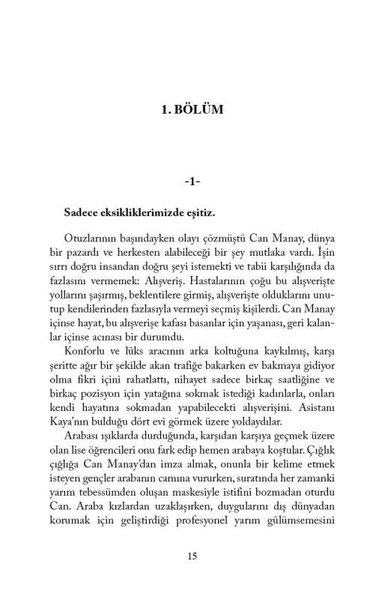 1. BÖLÜM
-1-
Sadece eksikliklerimizde eşitiz.
Otuzlarının başındayken olayı çözmüştü Can Manay, dünya
bir pazardı ve herkesten alabileceği bir şey mutlaka vardı. İşin
sırrı doğru insandan doğru şeyi istemekti ve tabii karşılığında da
fazlasını vermemek: Alışveriş. Hastalarının çoğu bu alışverişte
yollarını şaşırmış, beklentilere girmiş, alışverişte olduklarını unu-
tup kendilerinden fazlasıyla vermeyi seçmiş kişilerdi. Can Manay
içinse hayat, bu alışverişe kafası basanlar için yaşanası, geri kalan-
lar içinse acınası bir durumdu.
Konforlu ve lüks aracının arka koltuğuna kaykılmış, karşı
şeritte ağır bir şekilde akan trafiğe bakarken ev bakmaya gidiyor
olma fikri içini rahatlattı, nihayet sadece birkaç saatliğine ve
birkaç pozisyon için yatağına sokmak istediği kadınlarla, onları
kendi hayatına sokmadan yapabilecekti alışverişini. Asistanı
Kaya'nın bulduğu dört evi görmek üzere yoldaydılar.
Arabası ışıklarda durduğunda, karşıdan karşıya geçmek üzere
olan lise öğrencileri onu fark edip hemen arabaya koştular. Çığlık
çığlığa Can Manay'dan imza almak, onunla bir kelime etmek
isteyen gençler arabanın camına vururken, suratında her zamanki
yarım tebessümden oluşan maskesiyle istifini bozmadan oturdu
Can. Araba kızlardan uzaklaşırken, duygularını dış dünyadan
korumak için geliştirdiği profesyonel yarım gülümsemesini
15